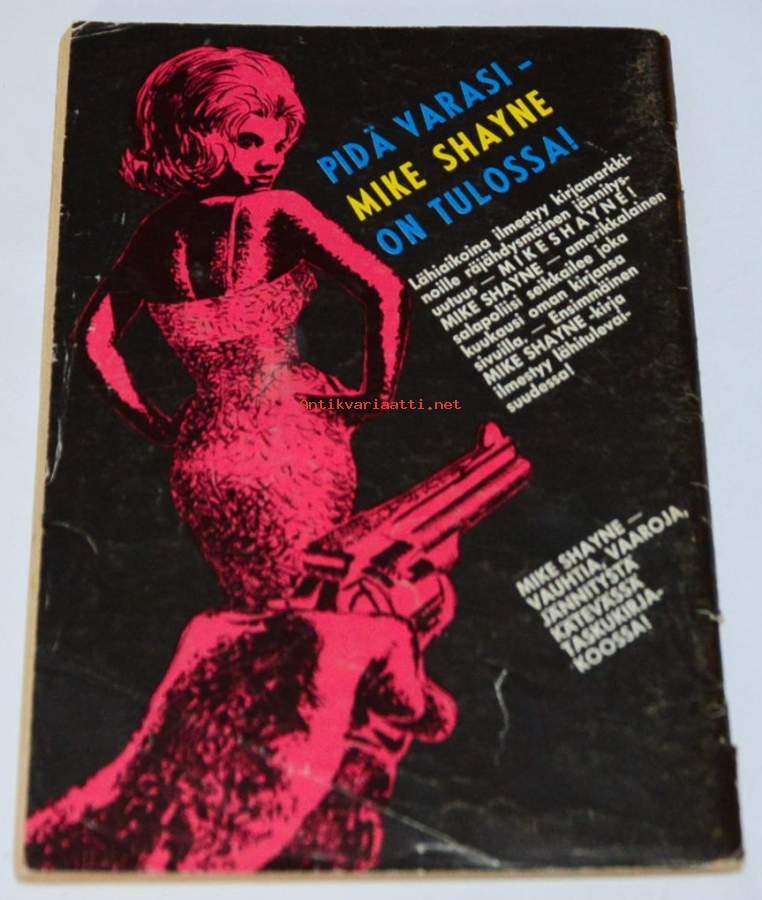 PIDÄ VARASI –
MIKE SHAYNE
ON TULOSSA!
Lähiaikoina ilmestyy kirjamarkki-
noille räjähdysmäinen jännitys-
uutuus — MIKE SHAYNE!
MIKE SHAYNE — amerikkalainen
salapoliisi seikkailee joka
kuukausi oman kirjansa
sivuilla. — Ensimmäinen
MIKE SHAYNE -kirja
ilmestyy lähitulevai-
suudessa!
Antikvariaatti.net
MIKE SHAYNE —
VAUHTIA, VAAROJA,
JÄNNITYSTÄ
KÄTEVÄSSÄ
TASKUKIRJA-
KOOSSA!